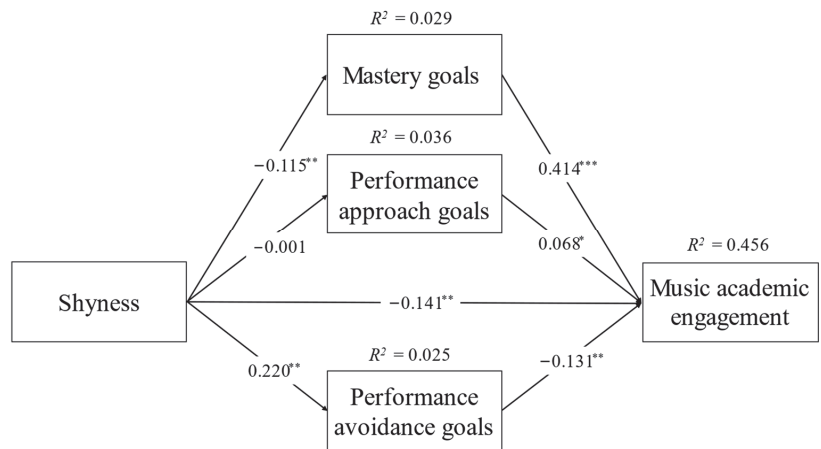 R² = 0.029
Mastery goals
R² = 0.036
−0.115**
0.414***
Performance
approach goals
−0.001
0.068*
R² = 0.456
Shyness
−0.141**
Music academic
engagement
R² = 0.025
0.220**
−0.131**
Performance
avoidance goals